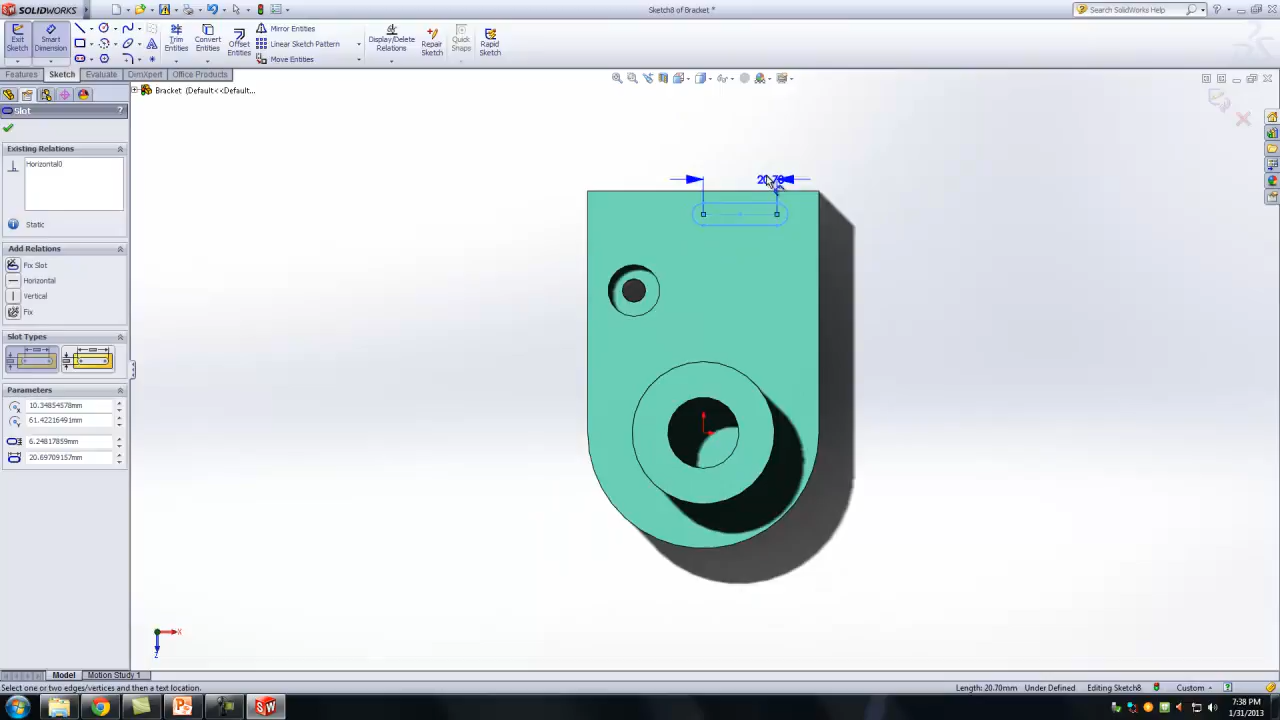 SOLIDWORKS
Sketch8 of Bracket *
Search SolidWorks Help
Exit Sketch
Smart Dimension
Trim Entities
Convert Entities
Offset Entities
Mirror Entities
Linear Sketch Pattern
Move Entities
Display/Delete Relations
Repair Sketch
Quick Snaps
Rapid Sketch
Features
Sketch
Evaluate
DimXpert
Office Products
Bracket (Default<<Default...
Slot
?
Existing Relations
Horizontal0
Static
Add Relations
Fix Slot
Horizontal
Vertical
Fix
Slot Types
Parameters
10.34854578mm
61.42216491mm
6.24817859mm
20.69709157mm
X
Z
Model
Motion Study 1
Select one or two edges/vertices and then a text location.
Length: 20.70mm
Under Defined
Editing Sketch8
Custom
7:38 PM
1/31/2013